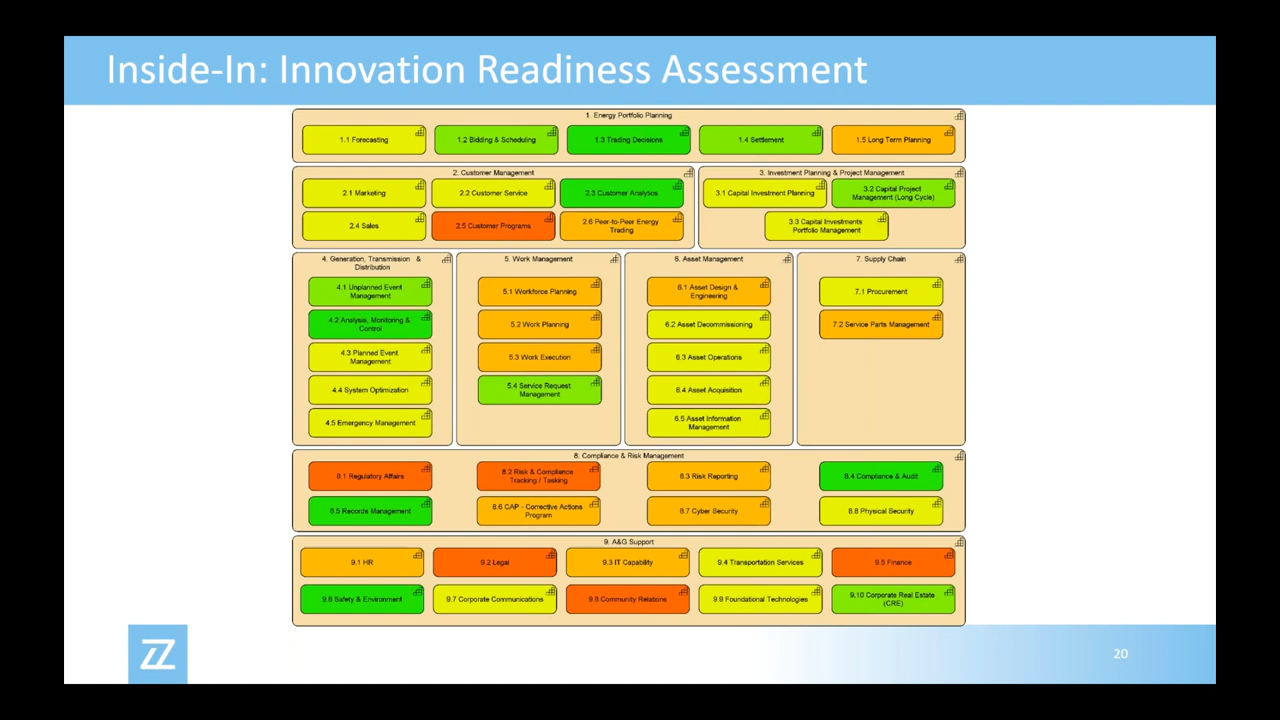 Inside-In: Innovation Readiness Assessment
1. Energy Portfolio Planning
1.1 Forecasting
1.2 Bidding & Scheduling
1.3 Trading Decisions
1.4 Settlement
1.5 Long Term Planning
2. Customer Management
2.1 Marketing
2.2 Customer Service
2.3 Customer Analytics
2.4 Sales
2.5 Customer Programs
2.6 Peer-to-Peer Energy
Trading
3. Investment Planning & Project Management
3.1 Capital Investment Planning
3.2 Capital Project
Management (Long Cycle)
3.3 Capital Investments
Portfolio Management
4. Generation, Transmission &
Distribution
4.1 Unplanned Event
Management
4.2 Analysis, Monitoring &
Control
4.3 Planned Event
Management
4.4 System Optimization
4.5 Emergency Management
5. Work Management
5.1 Workforce Planning
5.2 Work Planning
5.3 Work Execution
5.4 Service Request
Management
6. Asset Management
6.1 Asset Design &
Engineering
6.2 Asset Decommissioning
6.3 Asset Operations
6.4 Asset Acquisition
6.5 Asset Information
Management
7. Supply Chain
7.1 Procurement
7.2 Service Parts Management
8. Compliance & Risk Management
8.1 Regulatory Affairs
8.2 Risk & Compliance
Tracking / Tasking
8.3 Risk Reporting
8.4 Compliance & Audit
8.5 Records Management
8.6 CAP - Corrective Actions
Program
8.7 Cyber Security
8.8 Physical Security
9. A&G Support
9.1 HR
9.2 Legal
9.3 IT Capability
9.4 Transportation Services
9.5 Finance
9.6 Safety & Environment
9.7 Corporate Communications
9.8 Community Relations
9.9 Foundational Technologies
9.10 Corporate Real Estate
(CRE)
ZZ
20